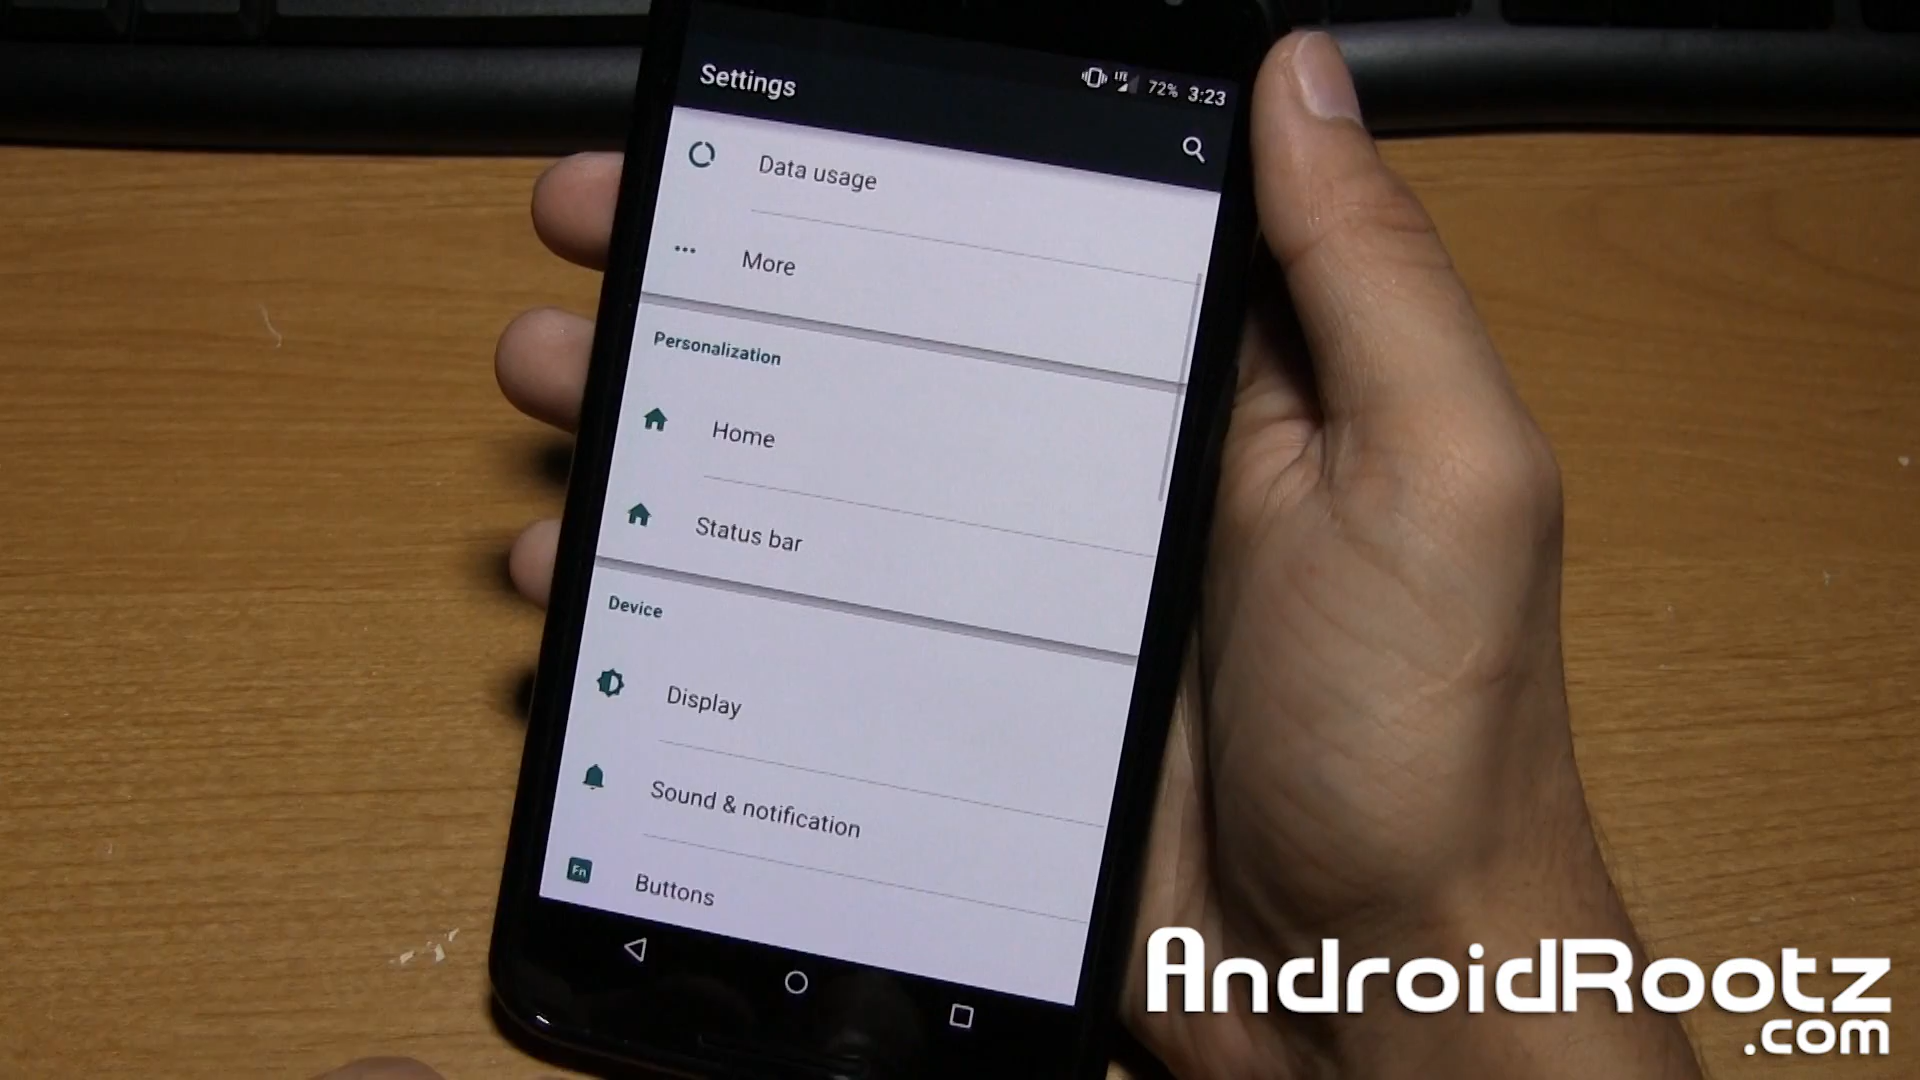 Settings
LTE
72% 3:23
Data usage
More
Personalization
Home
Status bar
Device
Display
Sound & notification
Fn
Buttons
AndroidRootz
.com